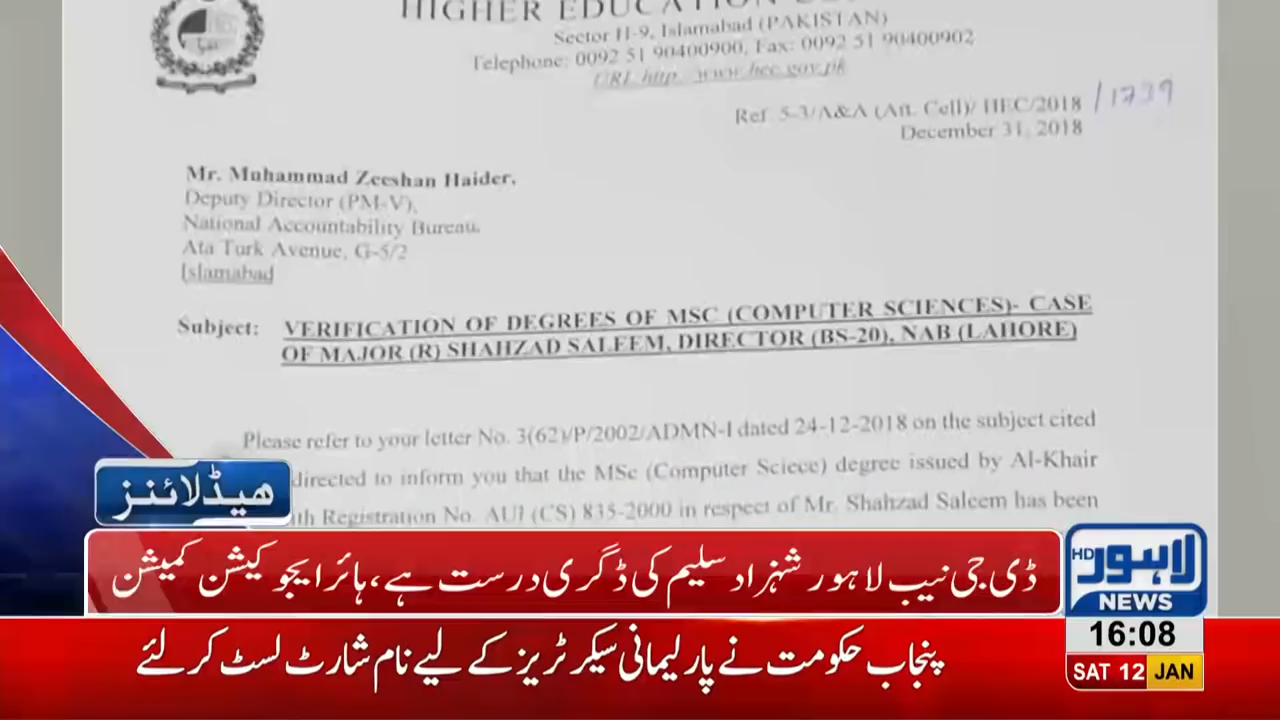 HIGHER EDUCATION
Sector H-9, Islamabad (PAKISTAN)
Telephone: 0092 51 90400900, Fax: 0092 51 90400902
URL http://www.hec.gov.pk
Ref. 5-3/A&A (Att. Cell)/ HEC/2018 /1739
December 31, 2018
Mr. Muhammad Zeeshan Haider,
Deputy Director (PM-V),
National Accountability Bureau,
Ata Turk Avenue, G-5/2
Islamabad
Subject: VERIFICATION OF DEGREES OF MSC (COMPUTER SCIENCES)- CASE
OF MAJOR (R) SHAHZAD SALEEM, DIRECTOR (BS-20), NAB (LAHORE)
Please refer to your letter No. 3(62)/P/2002/ADMN-I dated 24-12-2018 on the subject cited
directed to inform you that the MSc (Computer Sciece) degree issued by Al-Khair
Registration No. AUI (CS) 835-2000 in respect of Mr. Shahzad Saleem has been
ھیڈلائنز
ڈی جی نیب لاہور شہزاد سلیم کی ڈگری درست ہے، ہائر ایجوکیشن کمیشن
پنجاب حکومت نے پارلیمانی سیکرٹریز کے لیے نام شارٹ لسٹ کر لئے
لاہور HD
NEWS
16:08
SAT 12 JAN